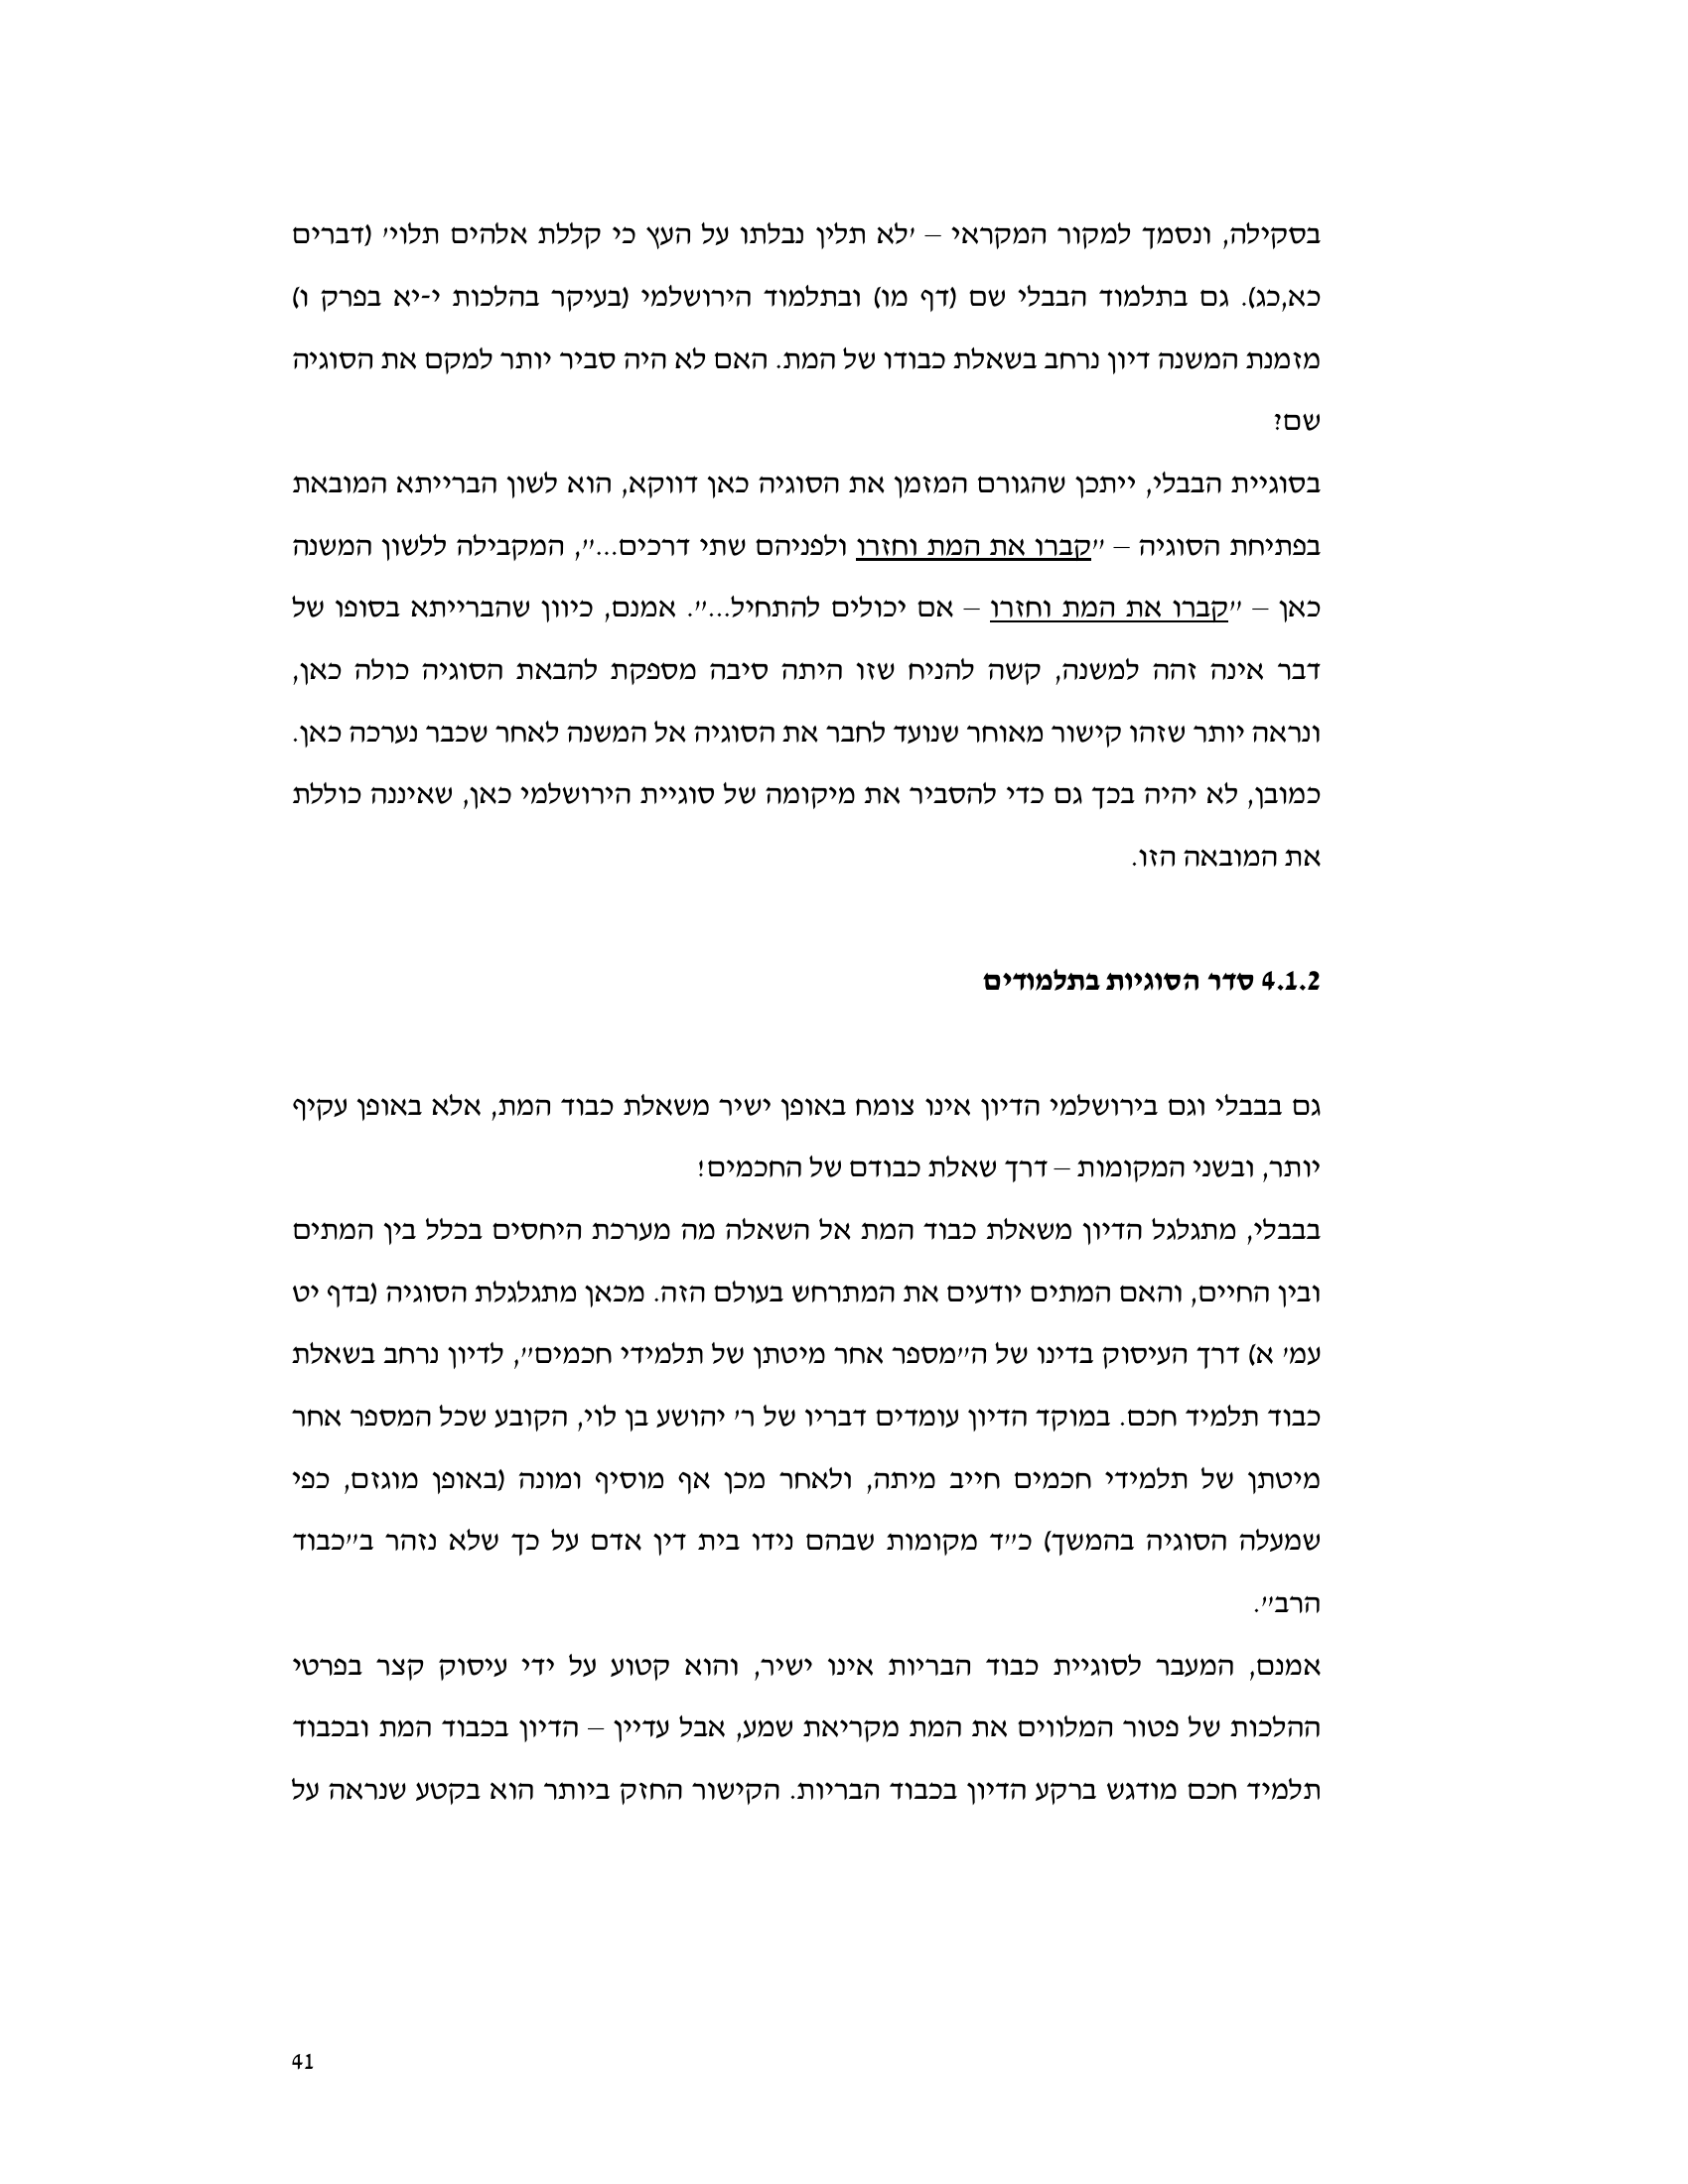 בסקילה, ונסמך למקור המקראי – 'לא תלין נבלתו על העץ כי קללת אלהים תלוי' (דברים
כא,כג). גם בתלמוד הבבלי שם (דף מו) ובתלמוד הירושלמי (בעיקר בהלכות י-יא בפרק ו)
מזמנת המשנה דיון נרחב בשאלת כבודו של המת. האם לא היה סביר יותר למקם את הסוגיה
שם?
בסוגיית הבבלי, ייתכן שהגורם המזמן את הסוגיה כאן דווקא, הוא לשון הברייתא המובאת
בפתיחת הסוגיה – "קברו את המת וחזרו ולפניהם שתי דרכים...", המקבילה ללשון המשנה
כאן – "קברו את המת וחזרו – אם יכולים להתחיל...". אמנם, כיוון שהברייתא בסופו של
דבר אינה זהה למשנה, קשה להניח שזו היתה סיבה מספקת להבאת הסוגיה כולה כאן,
ונראה יותר שזהו קישור מאוחר שנועד לחבר את הסוגיה אל המשנה לאחר שכבר נערכה כאן.
כמובן, לא יהיה בכך גם כדי להסביר את מיקומה של סוגיית הירושלמי כאן, שאיננה כוללת
את המובאה הזו.
4.1.2 סדר הסוגיות בתלמודים
גם בבבלי וגם בירושלמי הדיון אינו צומח באופן ישיר משאלת כבוד המת, אלא באופן עקיף
יותר, ובשני המקומות – דרך שאלת כבודם של החכמים!
בבבלי, מתגלגל הדיון משאלת כבוד המת אל השאלה מה מערכת היחסים בכלל בין המתים
ובין החיים, והאם המתים יודעים את המתרחש בעולם הזה. מכאן מתגלגלת הסוגיה (בדף יט
עמ' א) דרך העיסוק בדינו של ה"מספר אחר מיטתן של תלמידי חכמים", לדיון נרחב בשאלת
כבוד תלמיד חכם. במוקד הדיון עומדים דבריו של ר' יהושע בן לוי, הקובע שכל המספר אחר
מיטתן של תלמידי חכמים חייב מיתה, ולאחר מכן אף מוסיף ומונה (באופן מוגזם, כפי
שמעלה הסוגיה בהמשך) כ"ד מקומות שבהם נידו בית דין אדם על כך שלא נזהר ב"כבוד
הרב".
אמנם, המעבר לסוגיית כבוד הבריות אינו ישיר, והוא קטוע על ידי עיסוק קצר בפרטי
ההלכות של פטור המלווים את המת מקריאת שמע, אבל עדיין – הדיון בכבוד המת ובכבוד
תלמיד חכם מודגש ברקע הדיון בכבוד הבריות. הקישור החזק ביותר הוא בקטע שנראה על
41